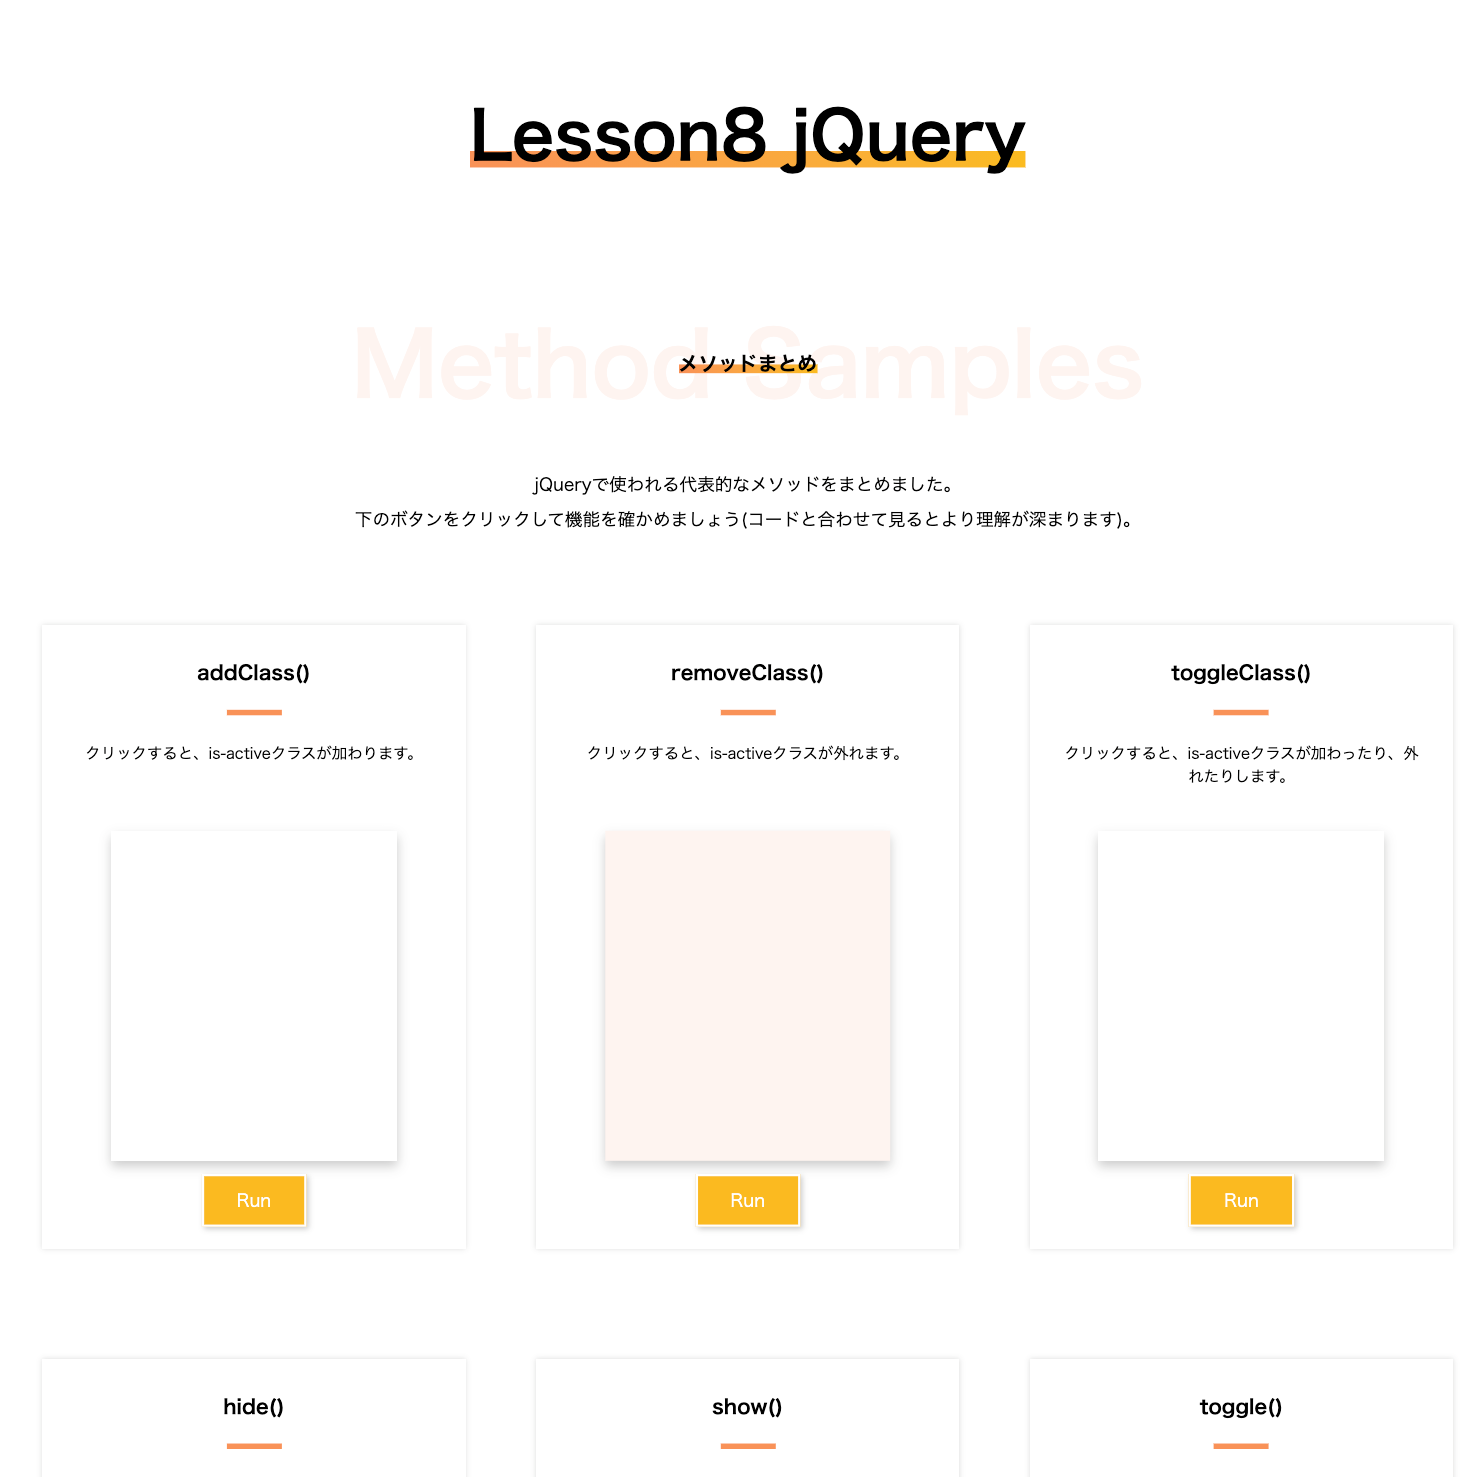 Lesson8 jQuery
Method Samples
メソッドまとめ
jQueryで使われる代表的なメソッドをまとめました。
下のボタンをクリックして機能を確かめましょう(コードと合わせて見るとより理解が深まります)。
addClass()
クリックすると、is-activeクラスが加わります。
Run
removeClass()
クリックすると、is-activeクラスが外れます。
Run
toggleClass()
クリックすると、is-activeクラスが加わったり、外
れたりします。
Run
hide()
show()
toggle()